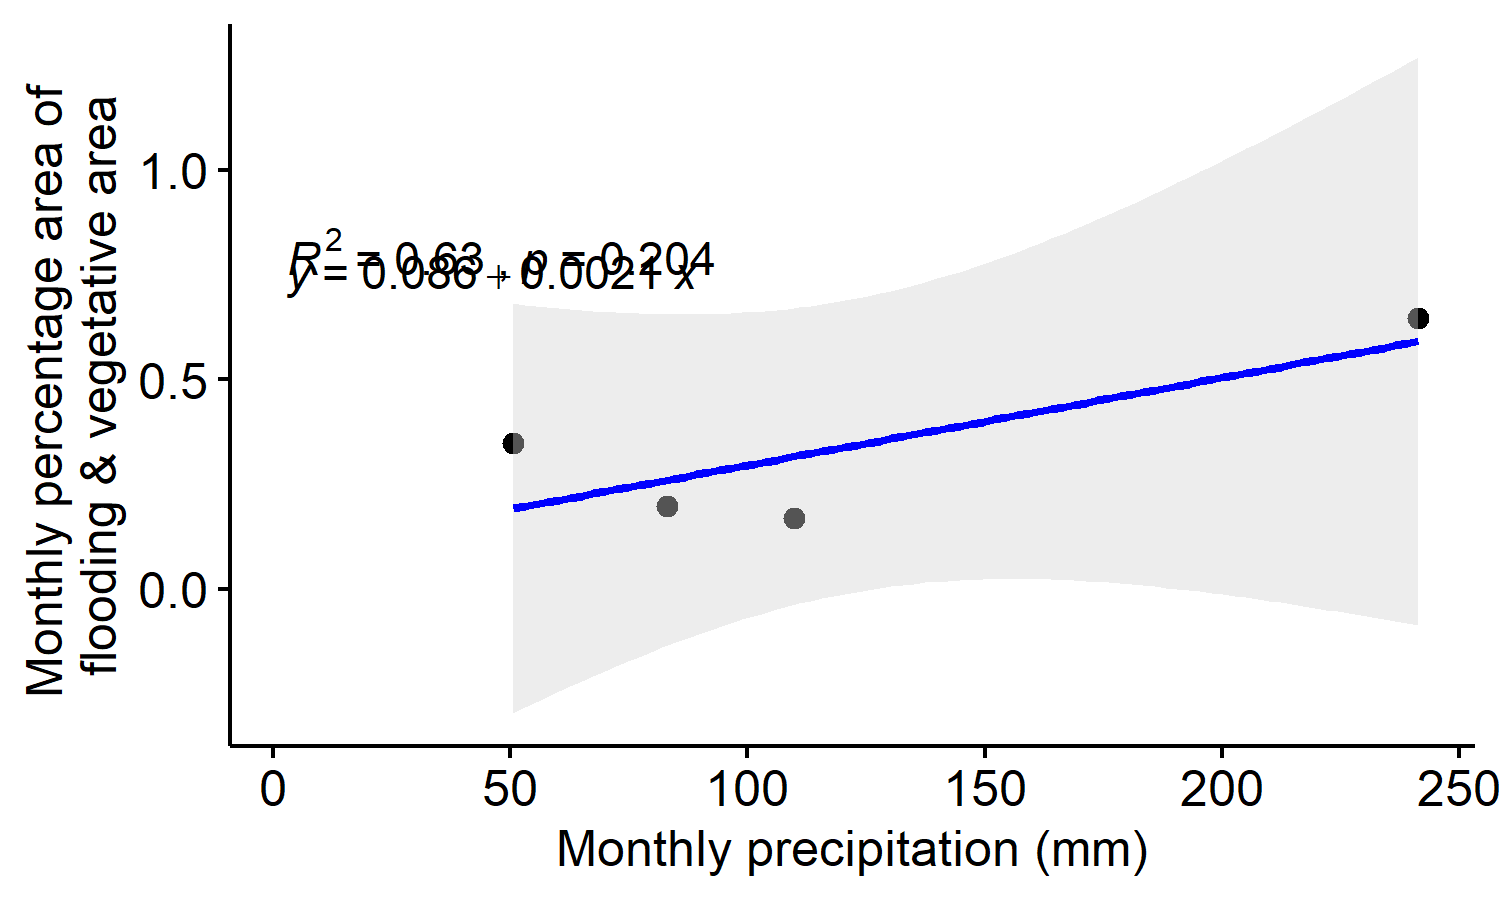 Monthly percentage area of
flooding & vegetative area
1.0
0.5
0.0
R² = 0.63 , p = 0.204
y = 0.086 + 0.0021 x
0 50 100 150 200 250
Monthly precipitation (mm)